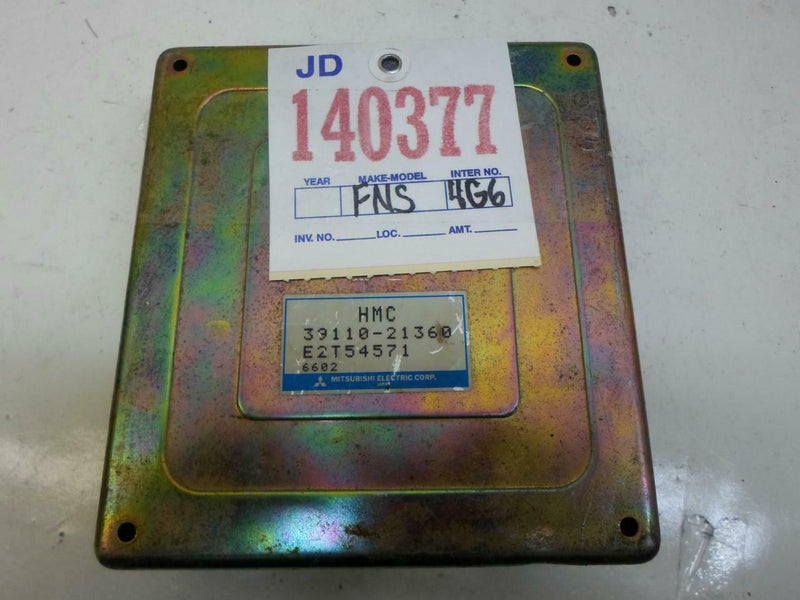 JD
140377
YEAR MAKE-MODEL INTER NO.
FNS 4G6
INV. NO. LOC. AMT.
HMC
39110-21360
E2T54571
6602
MITSUBISHI ELECTRIC CORP.
JAPAN